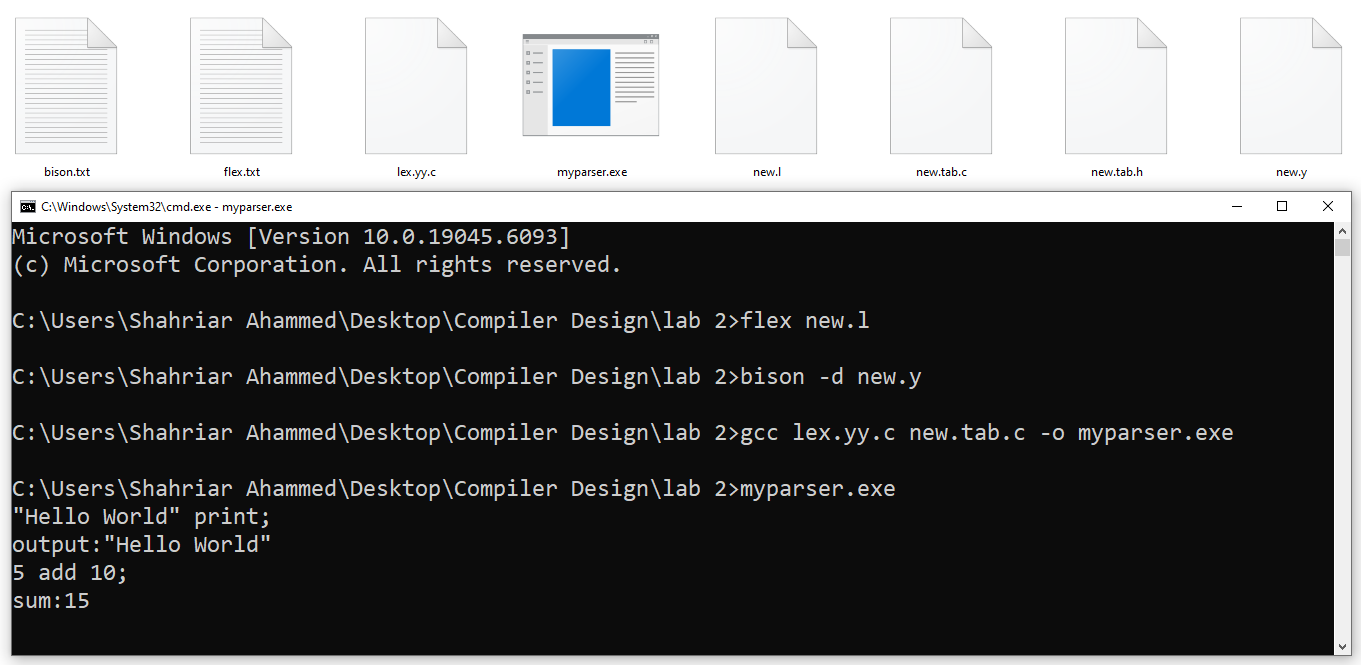 bison.txt
flex.txt
lex.yy.c
myparser.exe
new.l
new.tab.c
new.tab.h
new.y
C:\Windows\System32\cmd.exe - myparser.exe
Microsoft Windows [Version 10.0.19045.6093]
(c) Microsoft Corporation. All rights reserved.
C:\Users\Shahriar Ahammed\Desktop\Compiler Design\lab 2>flex new.l
C:\Users\Shahriar Ahammed\Desktop\Compiler Design\lab 2>bison -d new.y
C:\Users\Shahriar Ahammed\Desktop\Compiler Design\lab 2>gcc lex.yy.c new.tab.c -o myparser.exe
C:\Users\Shahriar Ahammed\Desktop\Compiler Design\lab 2>myparser.exe
"Hello World" print;
output:"Hello World"
5 add 10;
sum:15